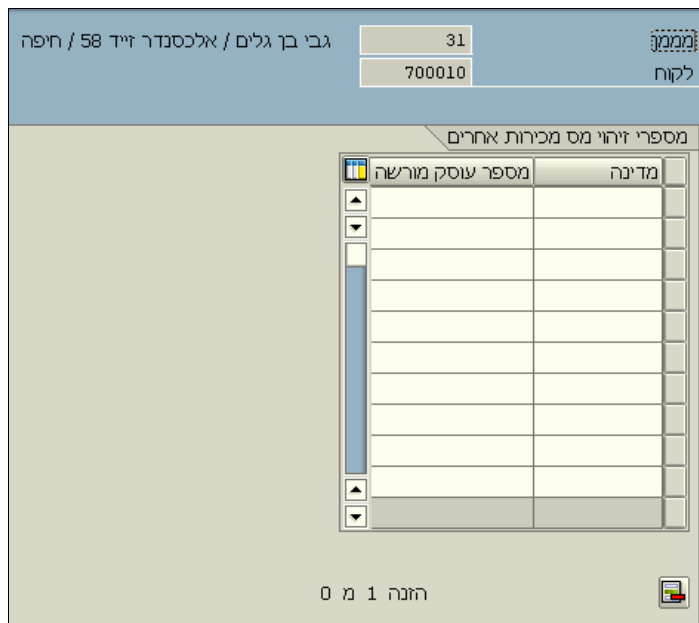 מממן 31 גבי בן גלים / אלכסנדר זייד 58 / חיפה
לקוח 700010
מספרי זיהוי מס מכירות אחרים
מדינה מספר עוסק מורשה
הזנה 1 מ 0